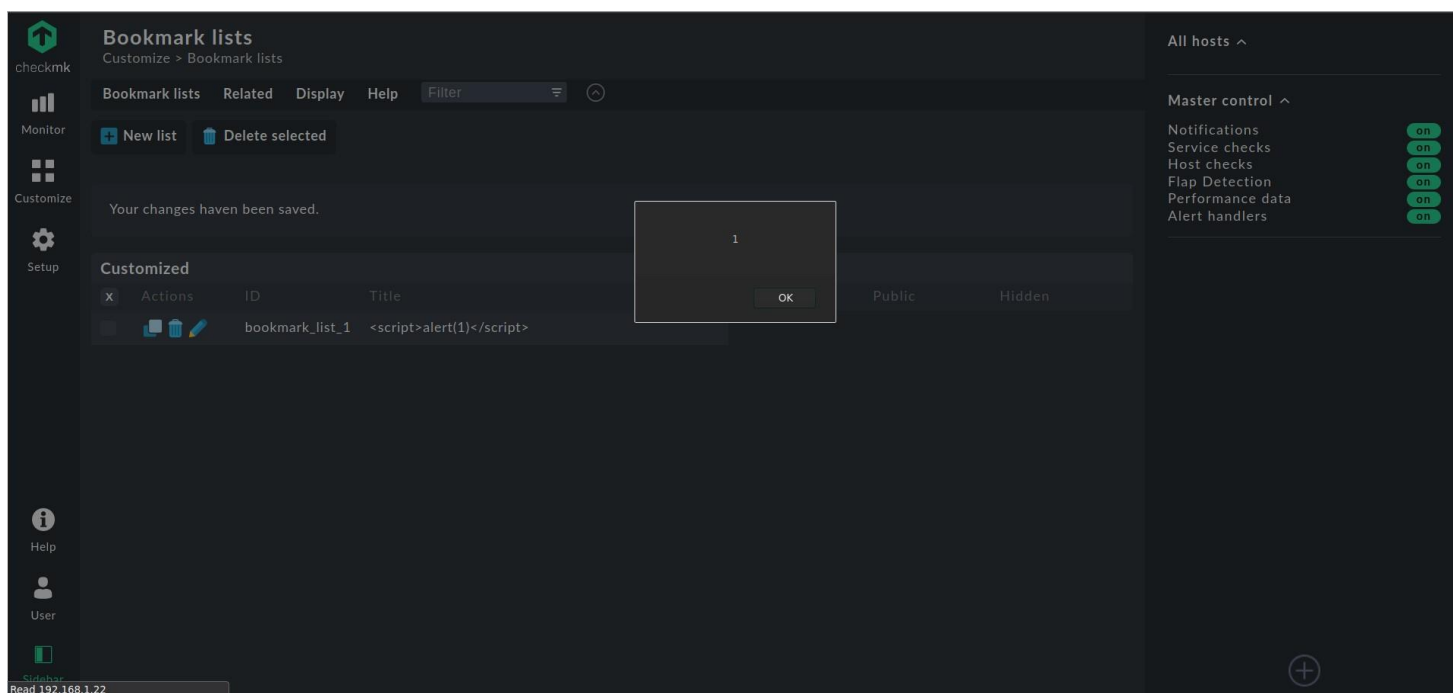 checkmk
Monitor
Customize
Setup
Help
User
Sidebar
Bookmark lists
Customize > Bookmark lists
Bookmark lists Related Display Help Filter
New list Delete selected
Your changes haven been saved.
Customized
X Actions ID Title Public Hidden
bookmark_list_1 <script>alert(1)</script>
1
OK
All hosts
Master control
Notifications on
Service checks on
Host checks on
Flap Detection on
Performance data on
Alert handlers on
Read 192.168.1.22